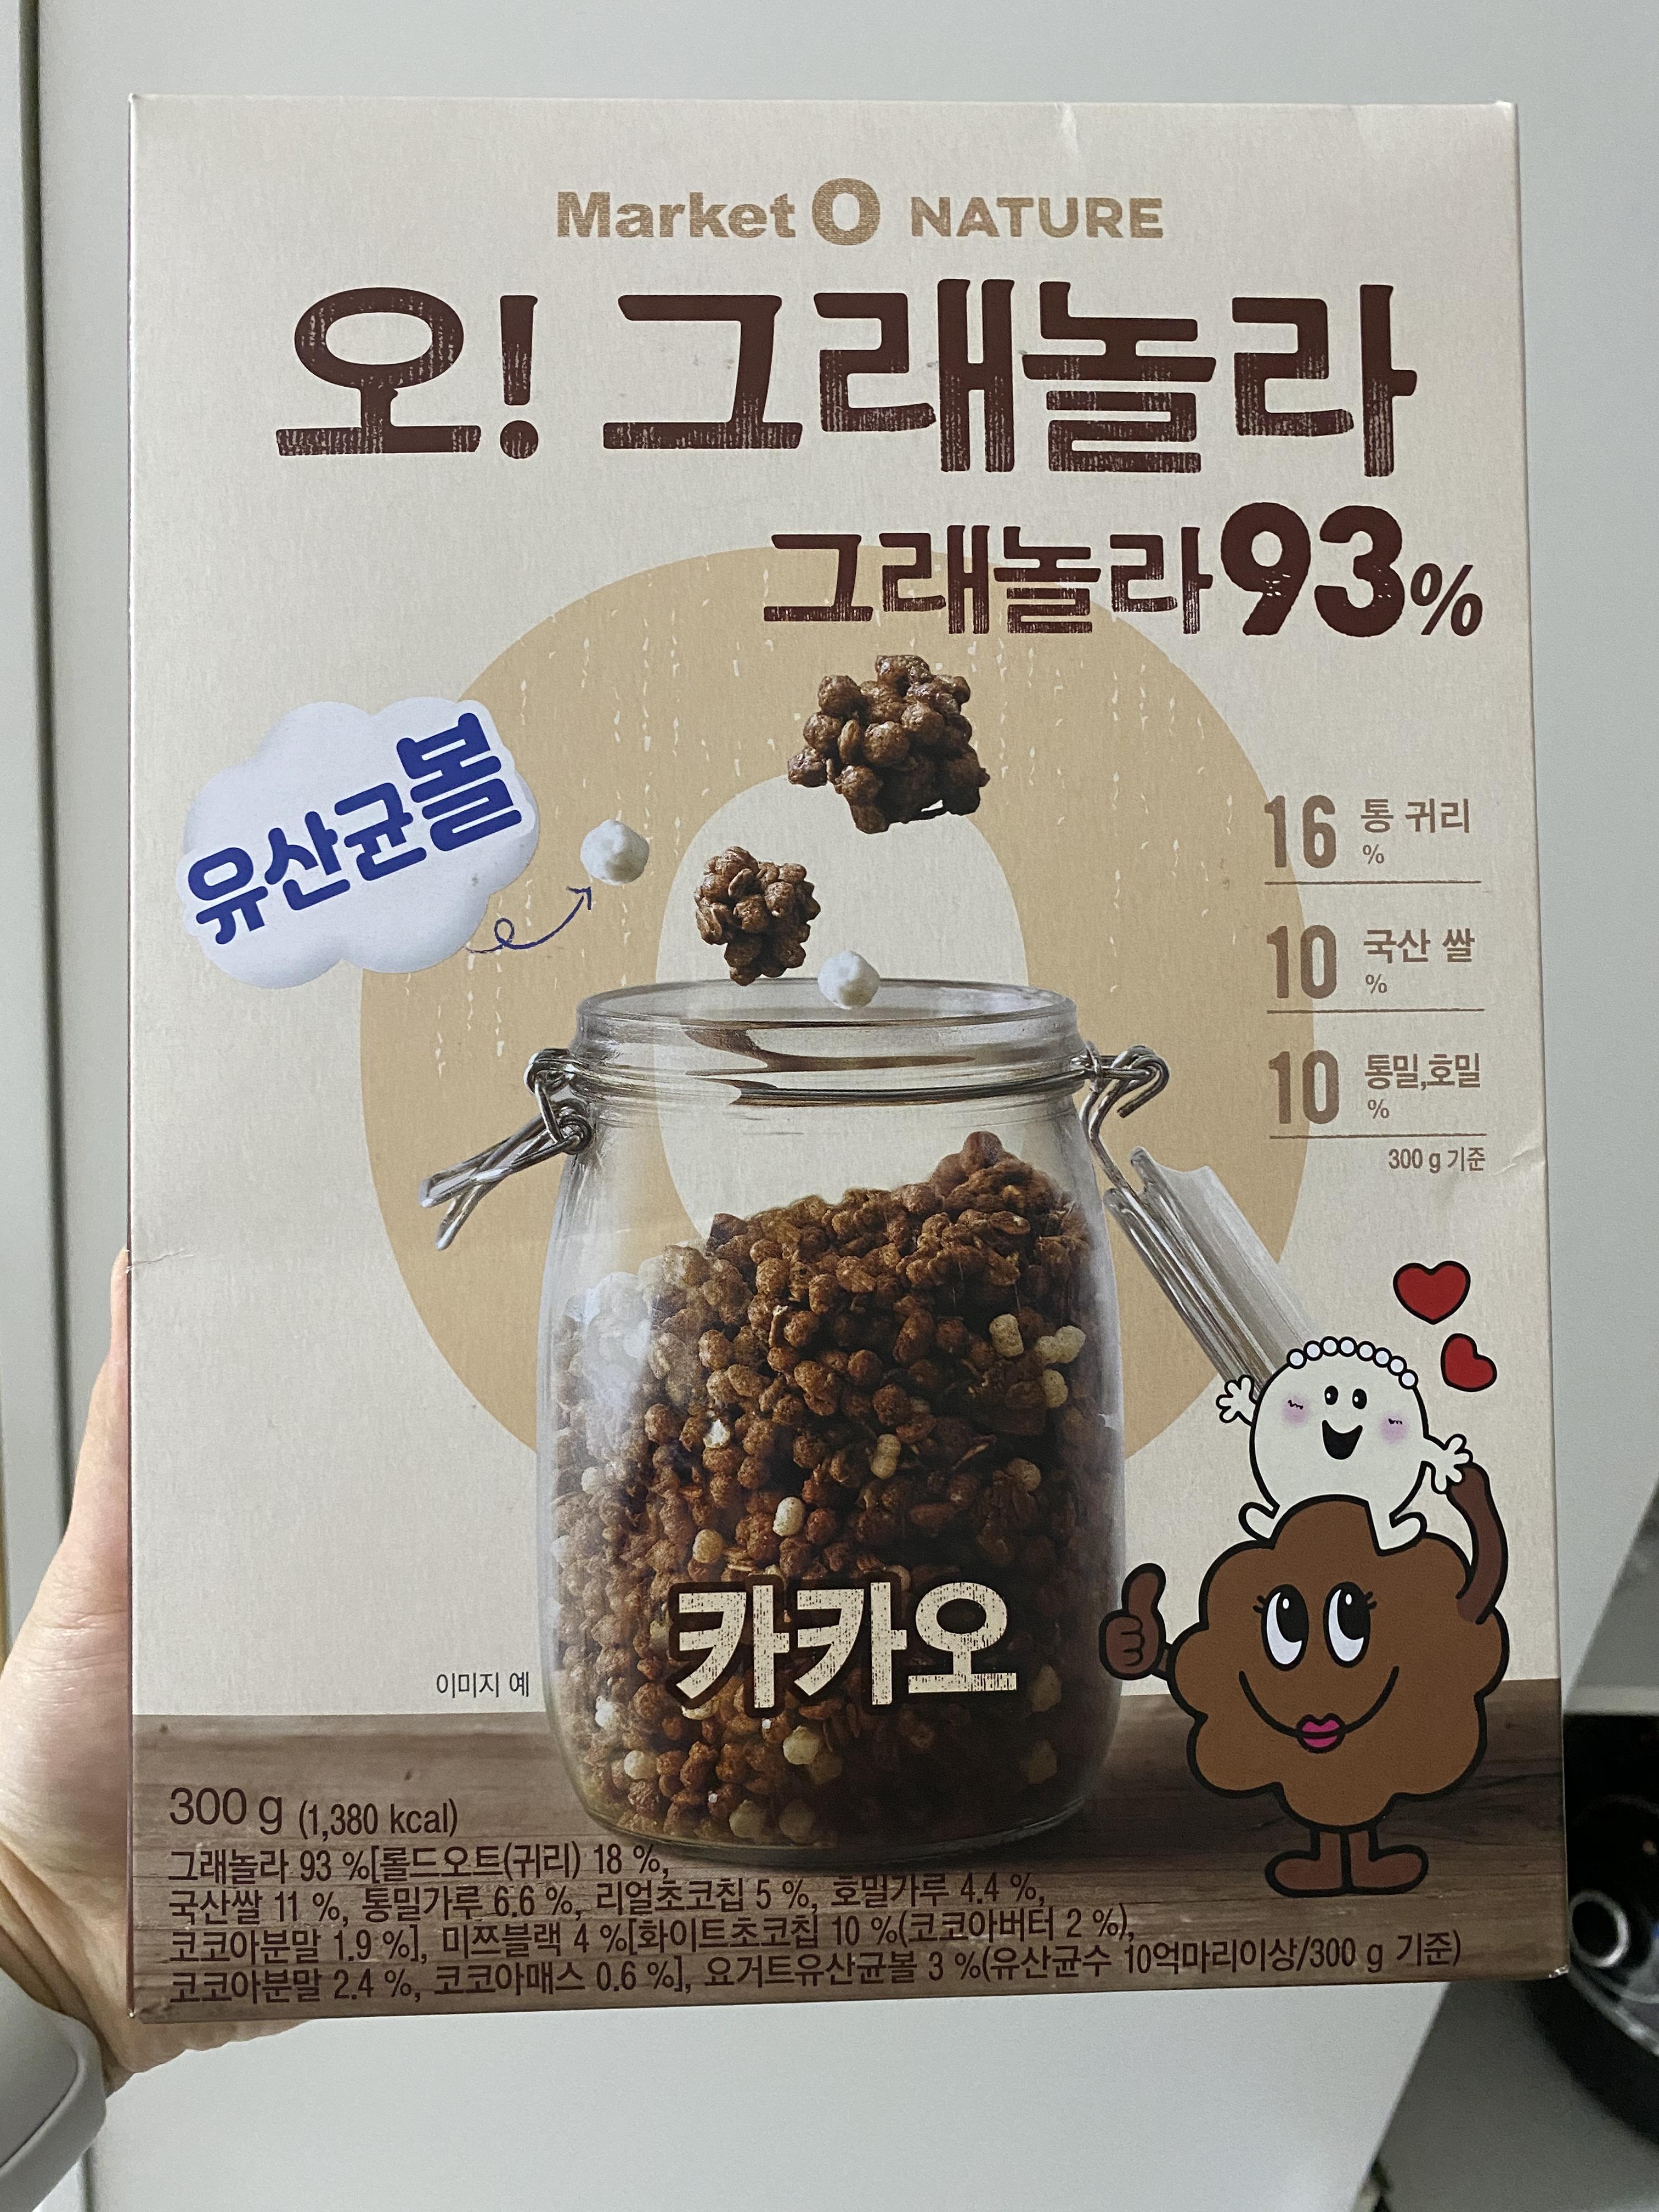 Market O NATURE
오! 그래놀라
그래놀라93%
유산균볼
16 % 통 귀리
10 % 국산 쌀
10 % 통밀,호밀
300 g 기준
카카오
이미지 예
300 g (1,380 kcal)
그래놀라 93 %[롤드오트(귀리) 18 %,
국산쌀 11 %, 통밀가루 6.6 %, 리얼초코칩 5 %, 호밀가루 4.4 %,
코코아분말 1.9 %], 미쯔블랙 4 %[화이트초코칩 10 %(코코아버터 2 %),
코코아분말 2.4 %, 코코아매스 0.6 %], 요거트유산균볼 3 %(유산균수 10억마리이상/300 g 기준)